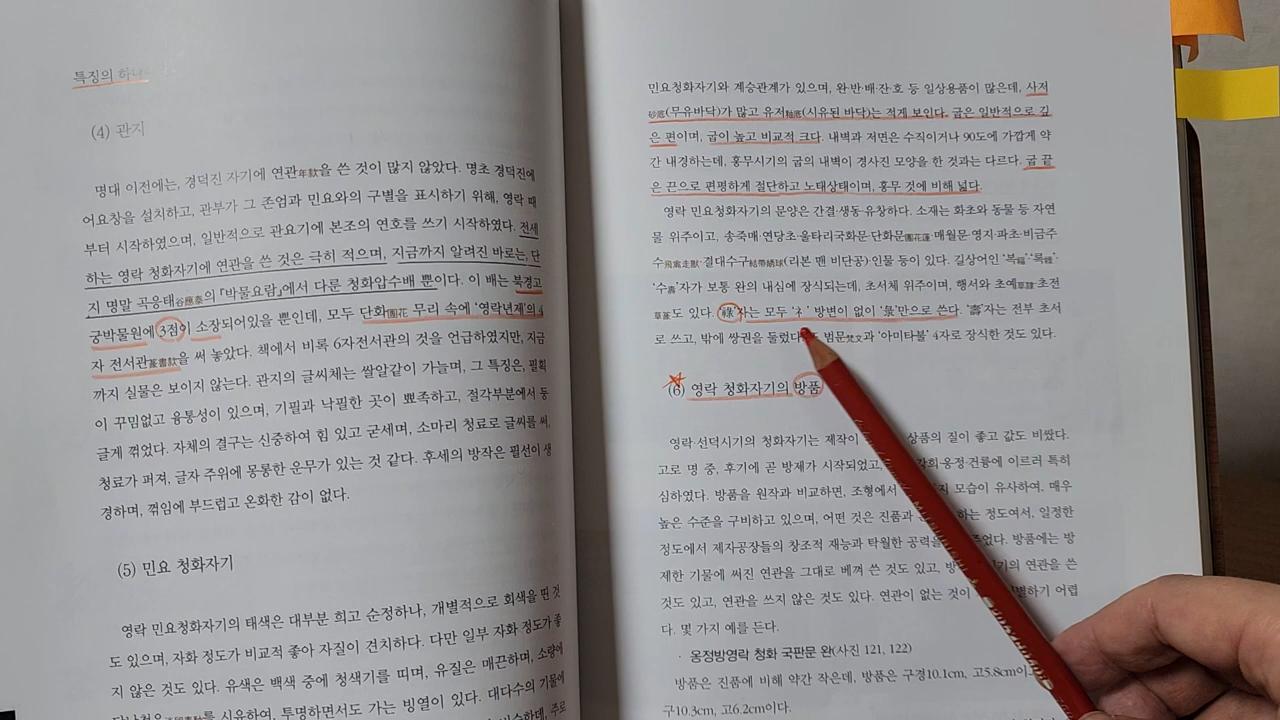 특징의 하나
(4) 관지
명대 이전에는, 경덕진 자기에 연관年款을 쓴 것이 많지 않았다. 명초 경덕진에
어요창을 설치하고, 관부가 그 존엄과 민요와의 구별을 표시하기 위해, 영락 때
부터 시작하였으며, 일반적으로 관요기에 본조의 연호를 쓰기 시작하였다. 전세
하는 영락 청화자기에 연관을 쓴 것은 극히 적으며, 지금까지 알려진 바로는, 단
지 명말 곡응태谷應泰의 『박물요람』에서 다룬 청화압수배 뿐이다. 이 배는 북경고
궁박물원에 3점이 소장되어있을 뿐인데, 모두 단화團花 무리 속에 '영락년제'의 4
자 전서관篆書款을 써 놓았다. 책에서 비록 6자전서관의 것을 언급하였지만, 지금
까지 실물은 보이지 않는다. 관지의 글씨체는 쌀알같이 가늘며, 그 특징은, 필획
이 꾸밈없고 융통성이 있으며, 기필과 낙필한 곳이 뾰족하고, 절각부분에서 둥
글게 꺾었다. 자체의 결구는 신중하여 힘 있고 굳세며, 소마리 청료로 글씨를 써,
청료가 퍼져, 글자 주위에 몽롱한 운무가 있는 것 같다. 후세의 방작은 필선이 생
경하며, 꺾임에 부드럽고 온화한 감이 없다.
(5) 민요 청화자기
영락 민요청화자기의 태색은 대부분 희고 순정하나, 개별적으로 회색을 띤 것
도 있으며, 자화 정도가 비교적 좋아 자질이 견치하다. 다만 일부 자화 정도가 좋
지 않은 것도 있다. 유색은 백색 중에 청색기를 띠며, 유질은 매끈하며, 소량에
시유하여, 투명하면서도 가는 빙열이 있다. 대다수의 기물에
민요청화자기와 계승관계가 있으며, 완·반·배·잔·호 등 일상용품이 많은데, 사저
砂底(무유바닥)가 많고 유저釉底(시유된 바닥)는 적게 보인다. 굽은 일반적으로 깊
은 편이며, 굽이 높고 비교적 크다. 내벽과 저면은 수직이거나 90도에 가깝게 약
간 내경하는데, 홍무시기의 굽의 내벽이 경사진 모양을 한 것과는 다르다. 굽 끝
은 끈으로 편평하게 절단하고 노태상태이며, 홍무 것에 비해 넓다.
영락 민요청화자기의 문양은 간결·생동·유창하다. 소재는 화초와 동물 등 자연
물 위주이고, 송죽매·연당초·울타리국화문·단화문團花蓮·매월문·영지·파초·비금주
수飛禽走獸·결대수구結帶綉球(리본 맨 비단공)·인물 등이 있다. 길상어인 '복福'·'록祿'·
'수壽'자가 보통 완의 내심에 장식되는데, 초서체 위주이며, 행서와 초예草隸·초전
草篆도 있다. '祿'자는 모두 'ネ' 방변이 없이 '彔'만으로 쓴다. '壽'자는 전부 초서
로 쓰고, 밖에 쌍권을 둘렀다. 범문梵文과 '아미타불' 4자로 장식한 것도 있다.
(6) 영락 청화자기의 방품
영락·선덕시기의 청화자기는 제작이 상품의 질이 좋고 값도 비쌌다.
고로 명 중, 후기에 곧 방제가 시작되었고, 강희·옹정·건륭에 이르러 특히
심하였다. 방품을 원작과 비교하면, 조형에서 모습이 유사하여, 매우
높은 수준을 구비하고 있으며, 어떤 것은 진품과 하는 정도여서, 일정한
정도에서 제자공장들의 창조적 재능과 탁월한 공력을 방품에는 방
제한 기물에 써진 연관을 그대로 베껴 쓴 것도 있고, 연관을 쓴
것도 있고, 연관을 쓰지 않은 것도 있다. 연관이 없는 것이 어렵
다. 몇 가지 예를 든다.
· 옹정방영락 청화 국판문 완(사진 121, 122)
방품은 진품에 비해 약간 작은데, 방품은 구경10.1cm, 고5.8cm이
구10.3cm, 고6.2cm이다.